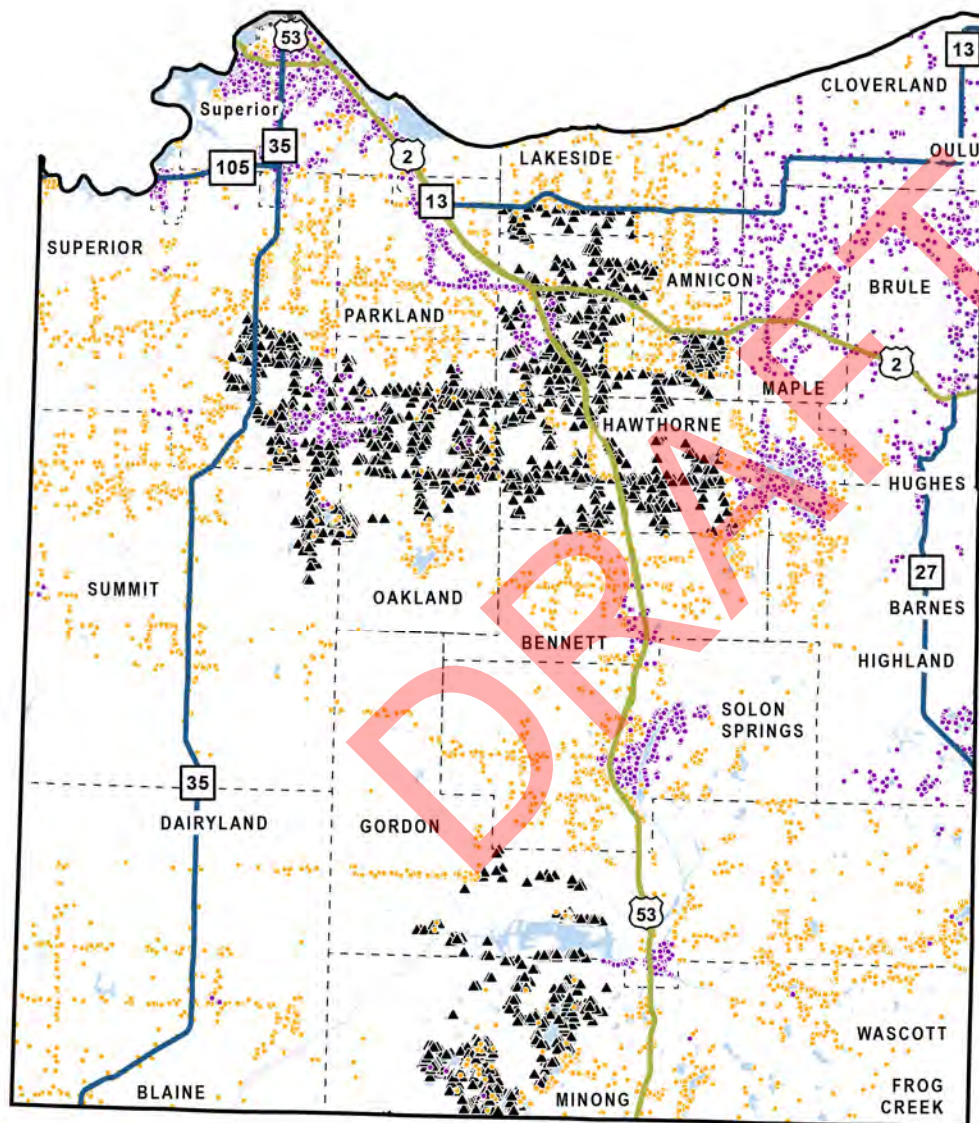 53
13
CLOVERLAND
Superior
OULU
35
2
LAKESIDE
105
13
SUPERIOR
AMNICON
BRULE
PARKLAND
2
MAPLE
HAWTHORNE
HUGHES
27
SUMMIT
OAKLAND
BARNES
BENNETT
HIGHLAND
SOLON
SPRINGS
35
DAIRYLAND
GORDON
53
WASCOTT
BLAINE
MINONG
FROG
CREEK
DRAFT